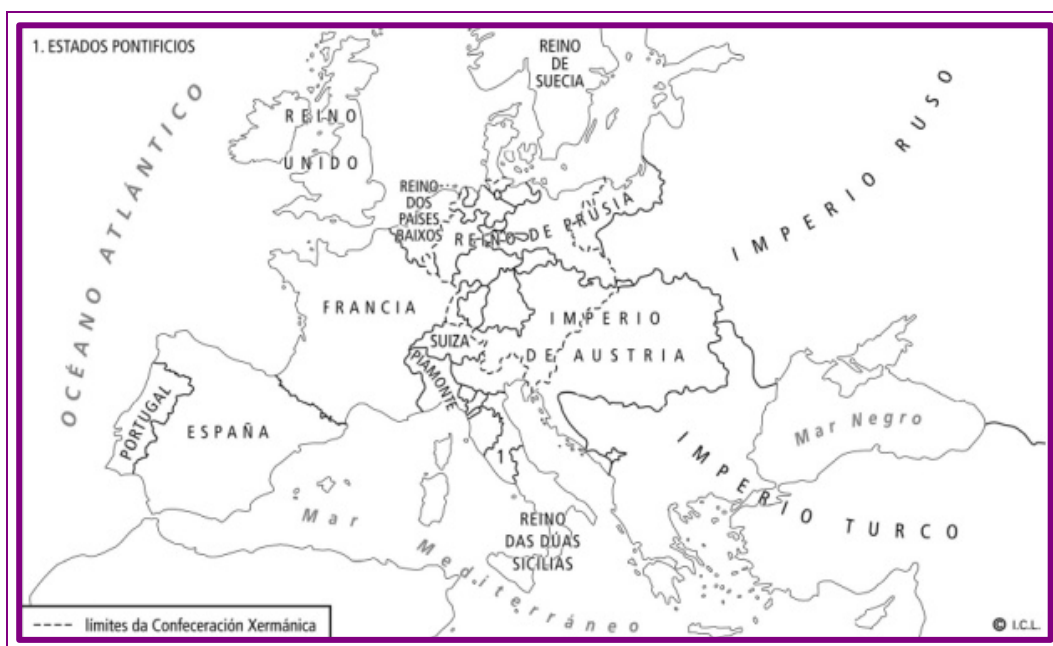 1. ESTADOS PONTIFICIOS
REINO
DE
SUECIA
OCÉANO ATLÁNTICO
REINO
UNIDO
IMPERIO RUSO
REINO
DOS
PAÍSES
BAIXOS
REINO DE PRUSIA
FRANCIA
IMPERIO
DE AUSTRIA
SUIZA
PIAMONTE
PORTUGAL
ESPAÑA
Mar Negro
1
IMPERIO TURCO
Mar Mediterráneo
REINO
DAS DÚAS
SICILIAS
---- límites da Confeceración Xermánica
© I.C.L.